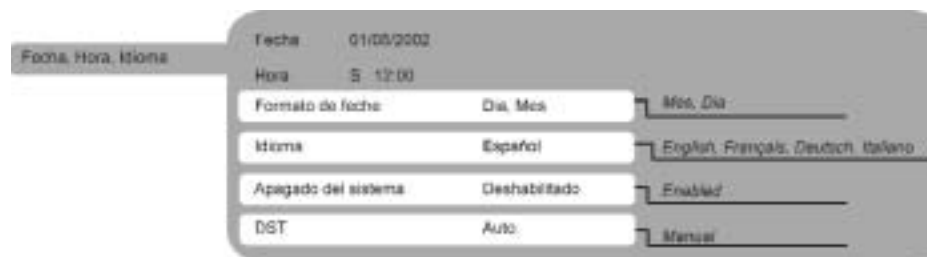 Fecha, Hora, Idioma
Fecha 01/05/2002
Hora S 12:00
Formato de fecha Dia, Mes Mes, Dia
Idioma Español English, Français, Deutsch, Italiano
Apagado del sistema Deshabilitado Enabled
DST Auto Manual